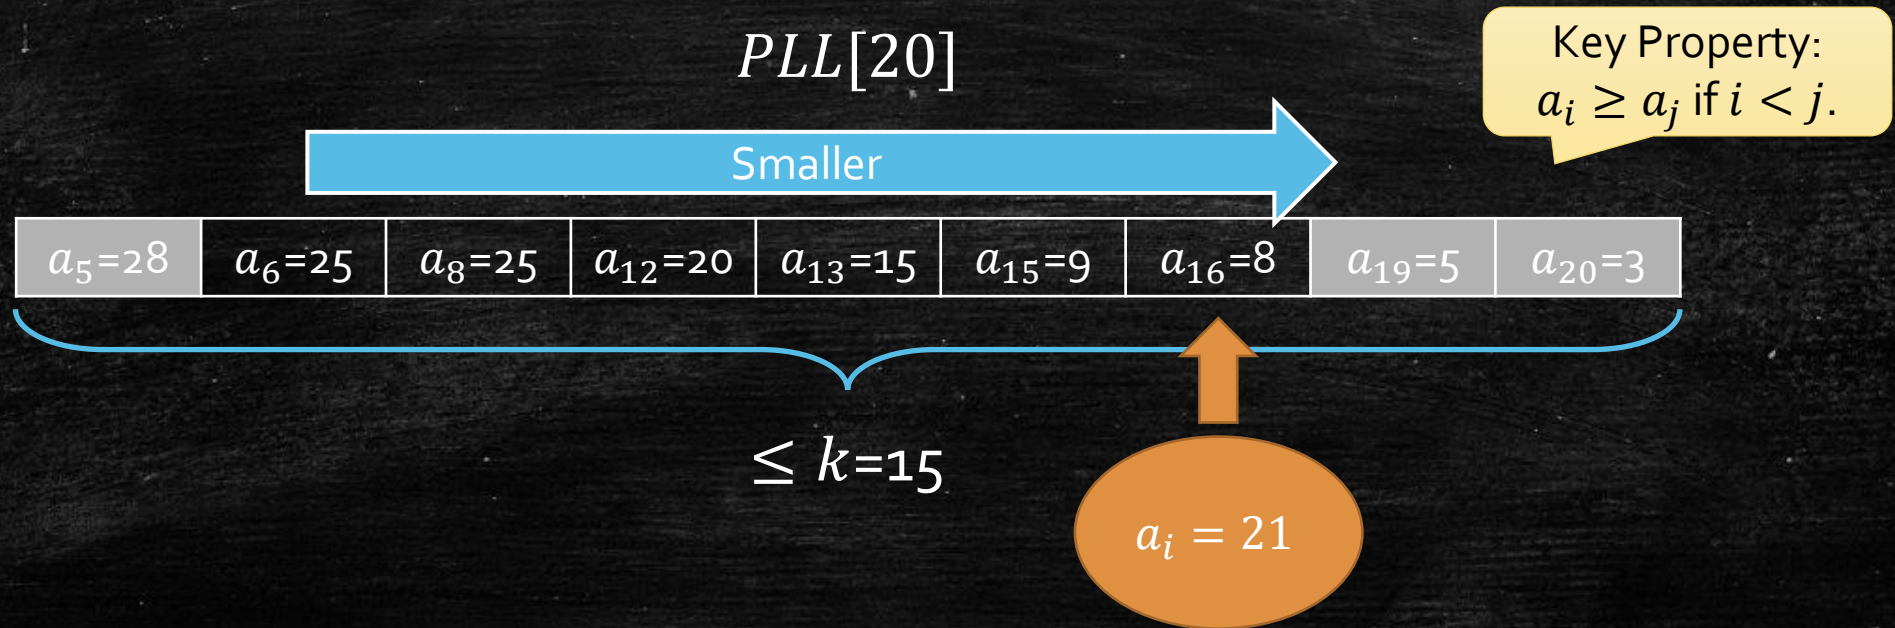 PLL[20]
Key Property:
a_i ≥ a_j if i < j.
Smaller
a_5=28 a_6=25 a_8=25 a_12=20 a_13=15 a_15=9 a_16=8 a_19=5 a_20=3
≤ k=15
a_i = 21